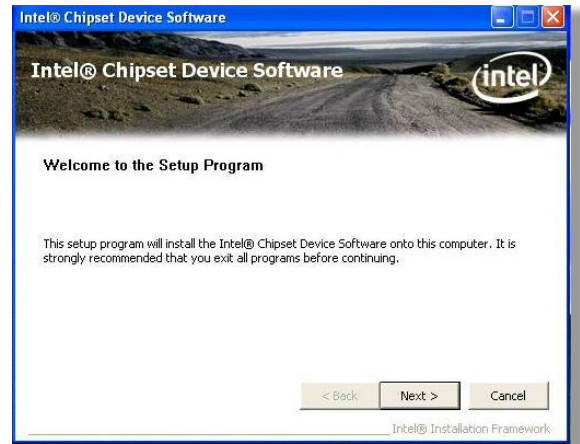 Intel® Chipset Device Software
Intel® Chipset Device Software
intel
Welcome to the Setup Program
This setup program will install the Intel® Chipset Device Software onto this computer. It is
strongly recommended that you exit all programs before continuing.
< Back Next > Cancel
Intel® Installation Framework